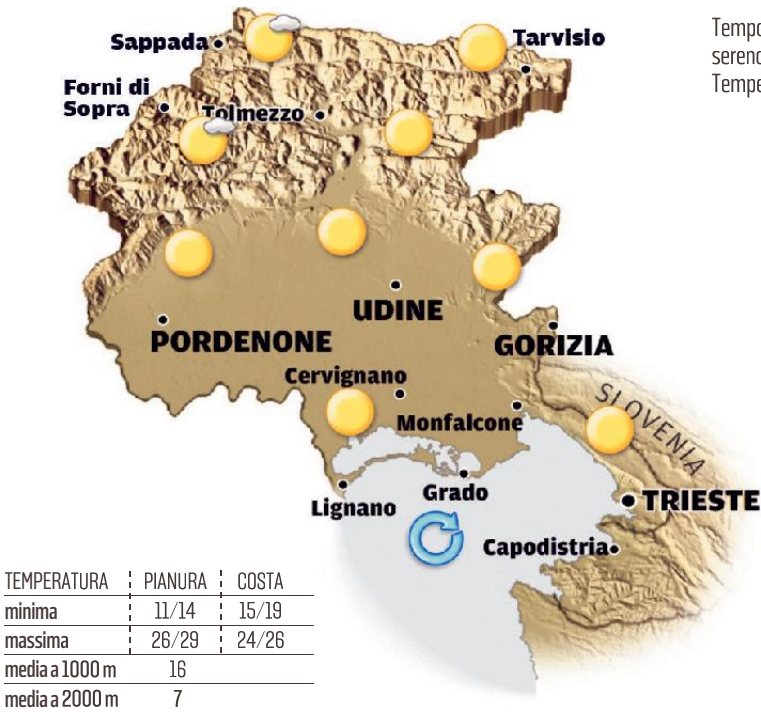 Sappada
Tarvisio
Forni di
Sopra
Tolmezzo
UDINE
PORDENONE
GORIZIA
Cervignano
SLOVENIA
Monfalcone
Lignano
Grado
TRIESTE
Capodistria
TEMPERATURA PIANURA COSTA
minima 11/14 15/19
massima 26/29 24/26
media a 1000 m 16
media a 2000 m 7